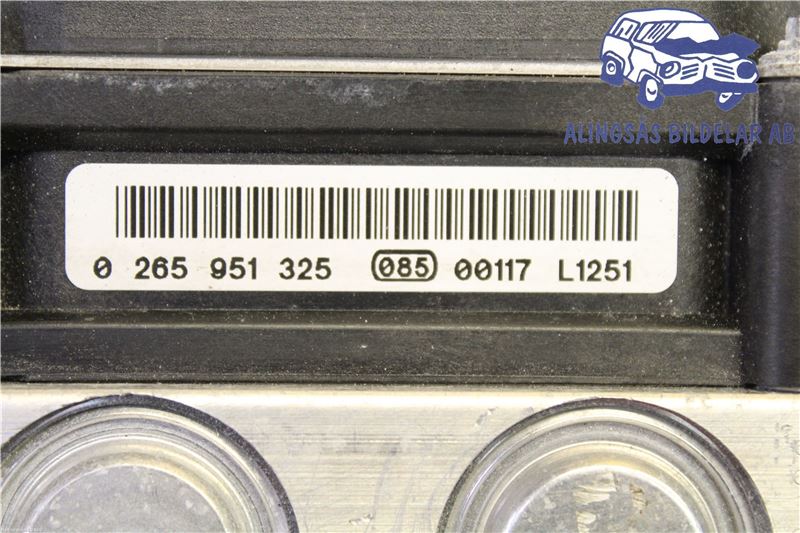 ALINGSÅS BILDELAR AB
0 265 951 325 085 00117 L1251